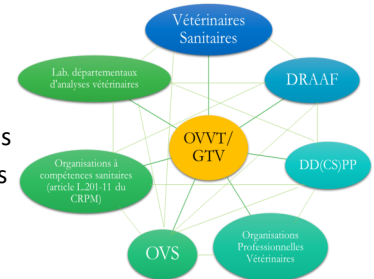 Vétérinaires
Sanitaires
Lab. départementaux
d'analyses vétérinaires
DRAAF
OVVT/
GTV
s
Organisations à
compétences sanitaires
(article L.201-11 du
CRPM)
DD(CS)PP
s
OVS
Organisations
Professionnelles
Vétérinaires